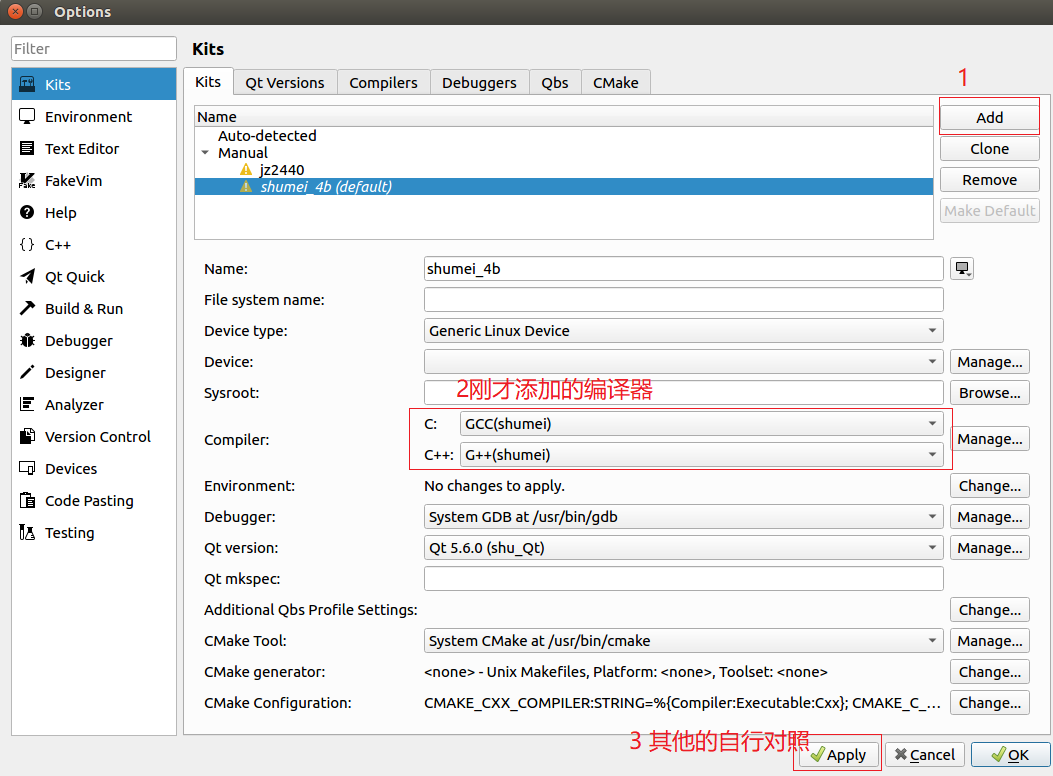 Options
Filter
Kits
Kits
Environment
Text Editor
FakeVim
Help
C++
Qt Quick
Build & Run
Debugger
Designer
Analyzer
Version Control
Devices
Code Pasting
Testing
Kits
Qt Versions
Compilers
Debuggers
Qbs
CMake
1
Name
Auto-detected
Manual
jz2440
shumei_4b (default)
Add
Clone
Remove
Make Default
Name: shumei_4b
File system name:
Device type: Generic Linux Device
Device: Manage...
Sysroot: Browse...
2刚才添加的编译器
Compiler: Manage...
C: GCC(shumei)
C++: G++(shumei)
Environment: No changes to apply. Change...
Debugger: System GDB at /usr/bin/gdb Manage...
Qt version: Qt 5.6.0 (shu_Qt) Manage...
Qt mkspec:
Additional Qbs Profile Settings: Change...
CMake Tool: System CMake at /usr/bin/cmake Manage...
CMake generator: <none> - Unix Makefiles, Platform: <none>, Toolset: <none> Change...
CMake Configuration: CMAKE_CXX_COMPILER:STRING=%{Compiler:Executable:Cxx}; CMAKE_C_... Change...
3 其他的自行对照
Apply
Cancel
OK